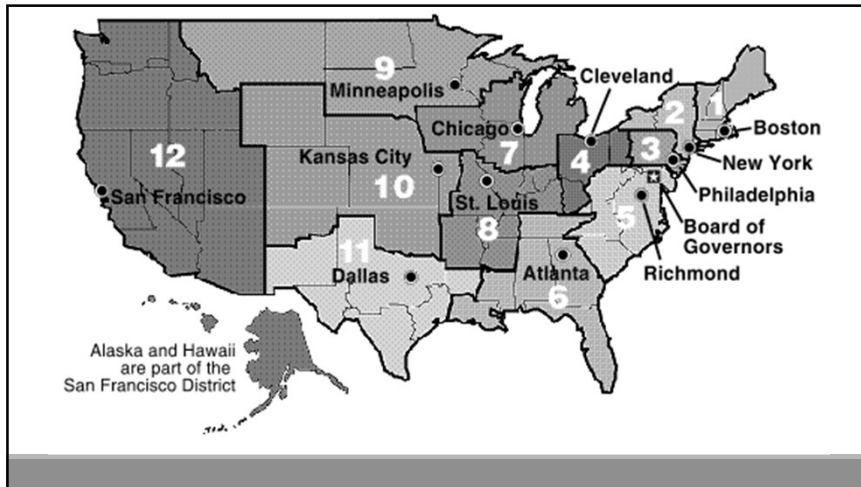 9
Minneapolis
Cleveland
2
1
Chicago
7
Boston
12
Kansas City
4
3
New York
San Francisco
10
St. Louis
Philadelphia
5
Board of
Governors
8
11
Dallas
Atlanta
6
Richmond
Alaska and Hawaii
are part of the
San Francisco District